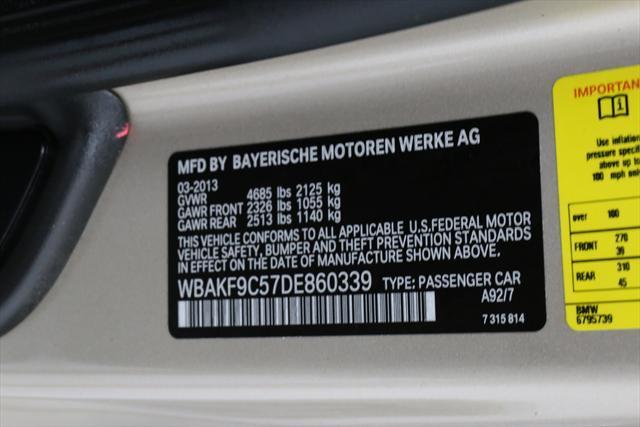 MFD BY BAYERISCHE MOTOREN WERKE AG
03-2013
GVWR 4685 lbs 2125 kg
GAWR FRONT 2326 lbs 1055 kg
GAWR REAR 2513 lbs 1140 kg
THIS VEHICLE CONFORMS TO ALL APPLICABLE U.S.FEDERAL MOTOR
VEHICLE SAFETY, BUMPER AND THEFT PREVENTION STANDARDS
IN EFFECT ON THE DATE OF MANUFACTURE SHOWN ABOVE.
WBAKF9C57DE860339 TYPE: PASSENGER CAR
A92/7
7 315 814
IMPORTAN
Use inflation
pressure specif
above up to
100 mph only
over 100
FRONT 270
39
REAR 310
45
BMW
6795739